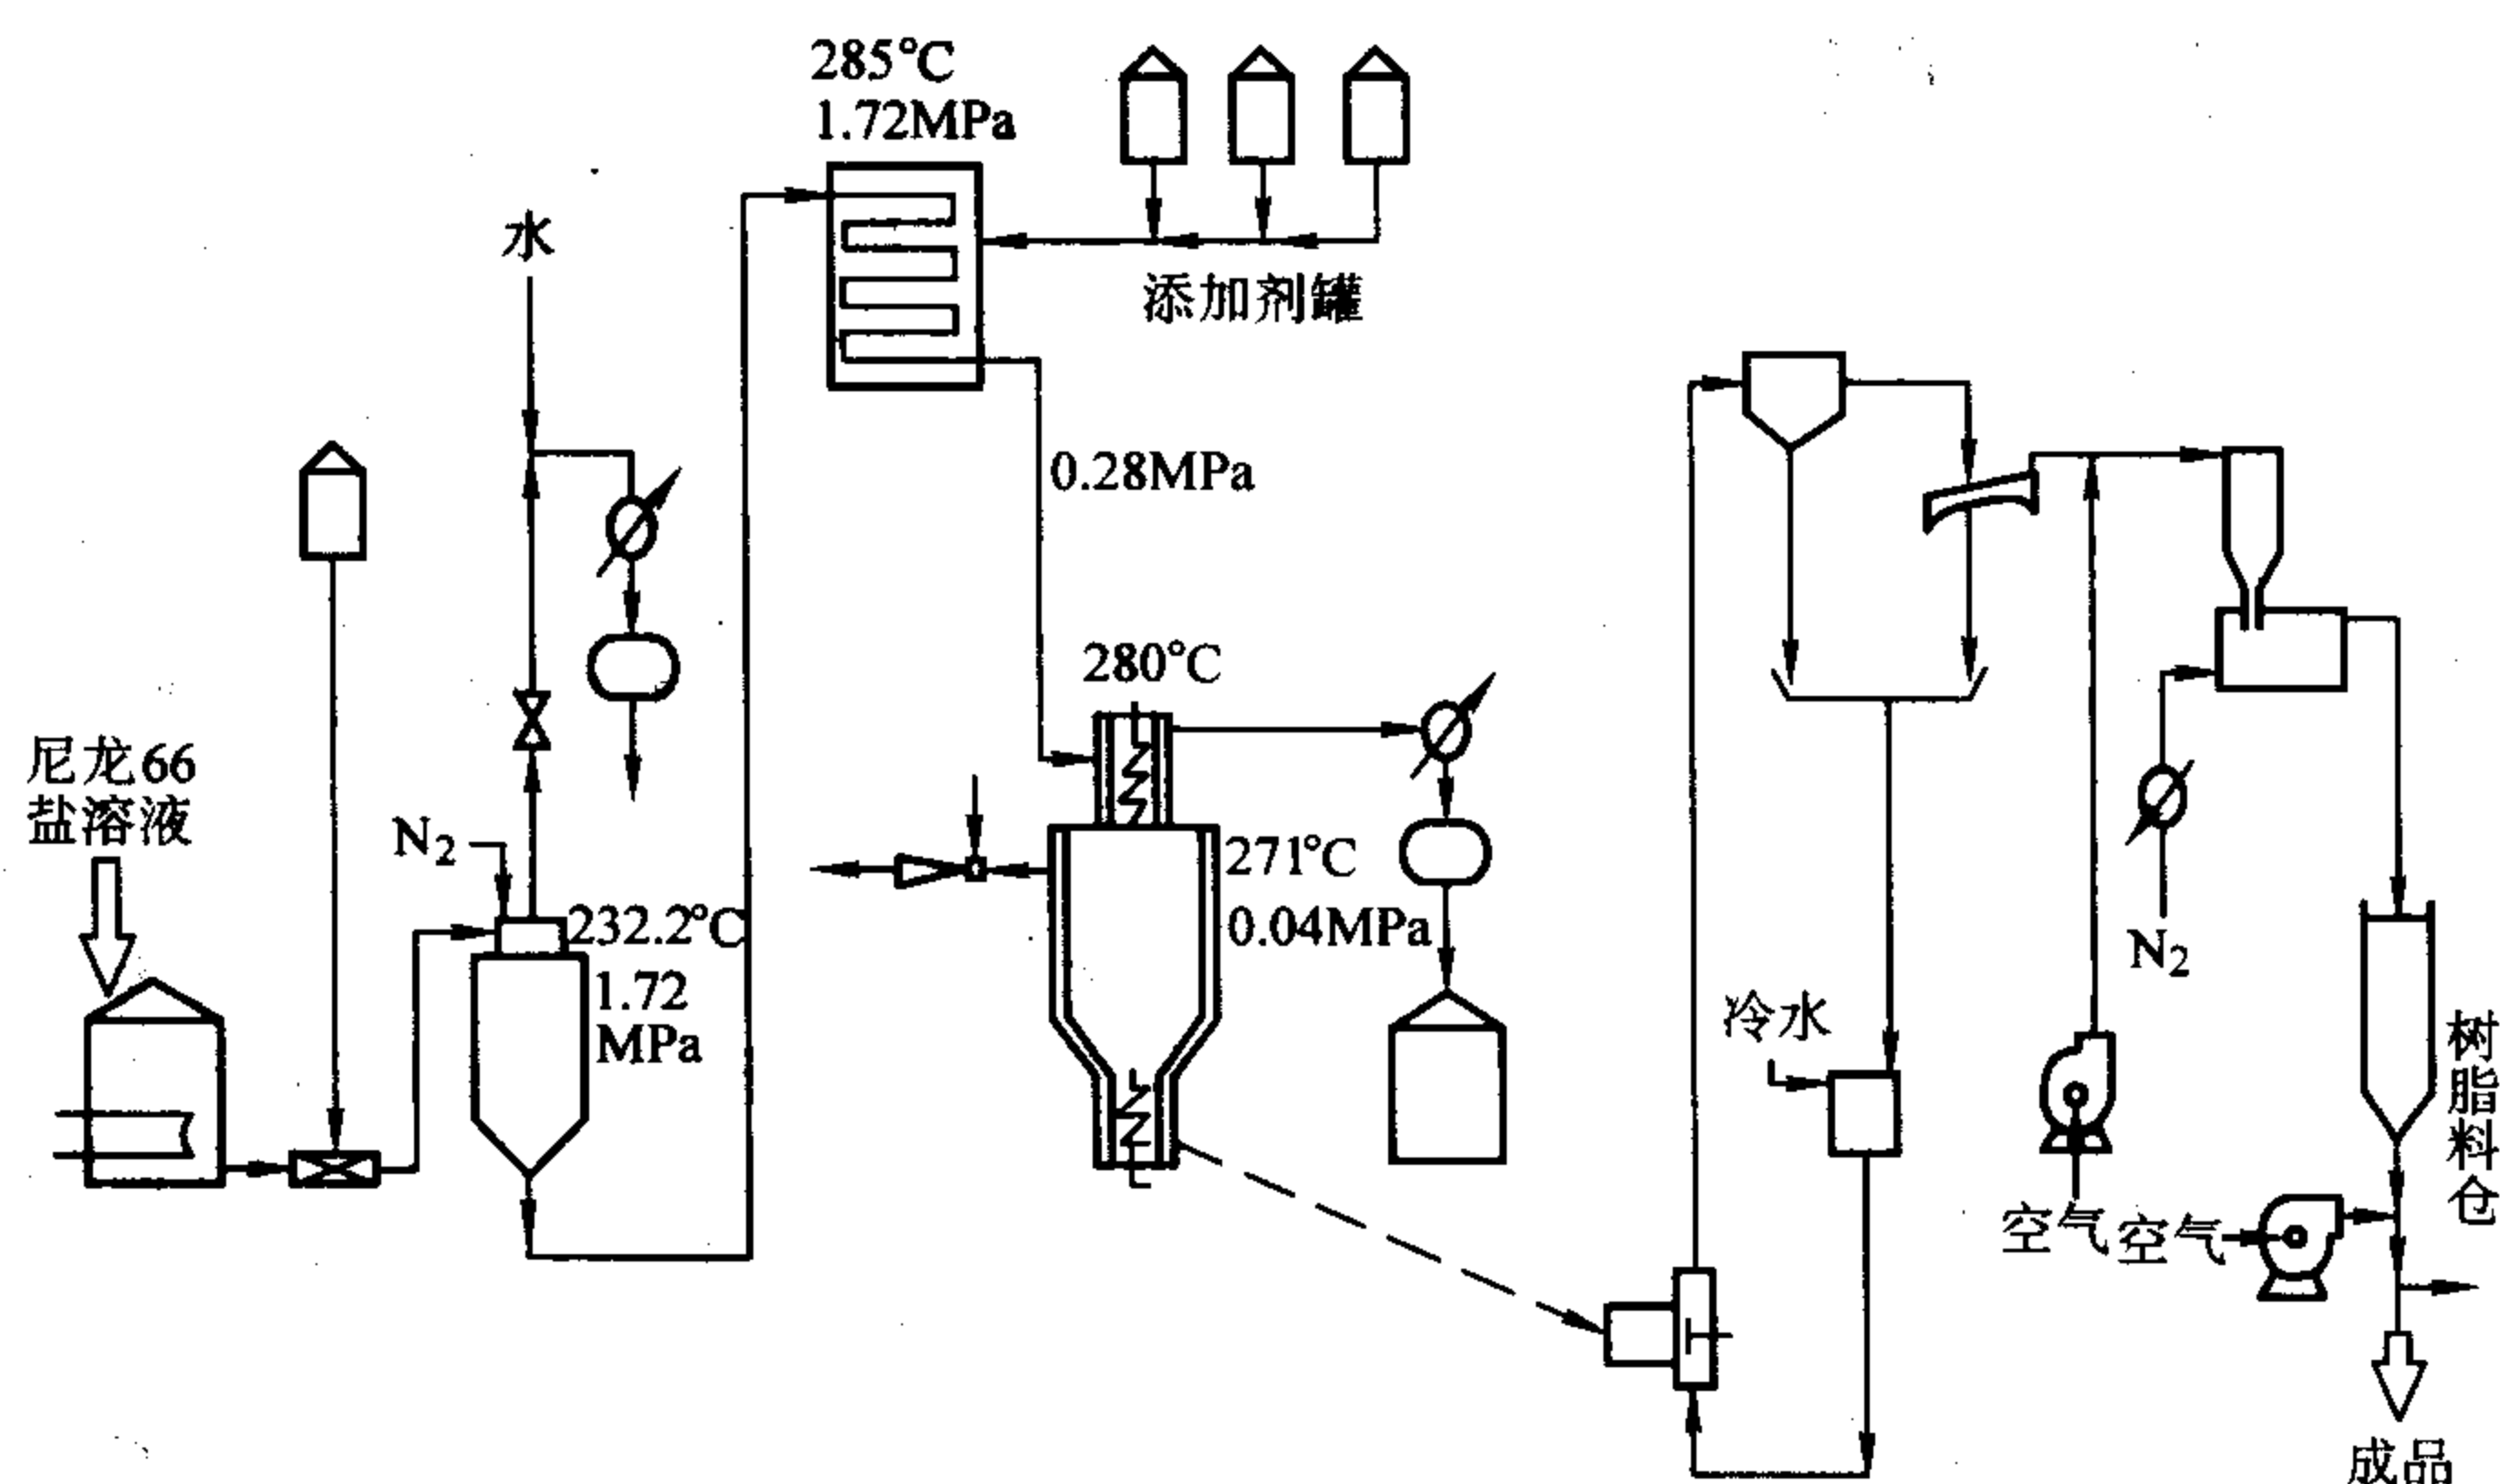 285℃
1.72MPa
水
添加剂罐
0.28MPa
280℃
尼龙66
盐溶液
N₂
232.2℃
1.72
MPa
271℃
0.04MPa
N₂
冷水
树脂料仓
空气
空气
成品